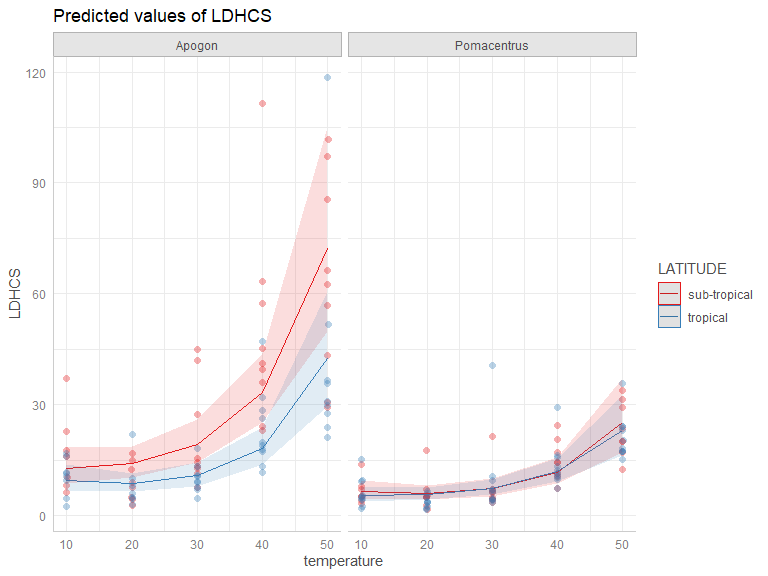 Predicted values of LDHCS
Apogon
Pomacentrus
120
90
60
30
0
LDHCS
10
20
30
40
50
10
20
30
40
50
temperature
LATITUDE
sub-tropical
tropical